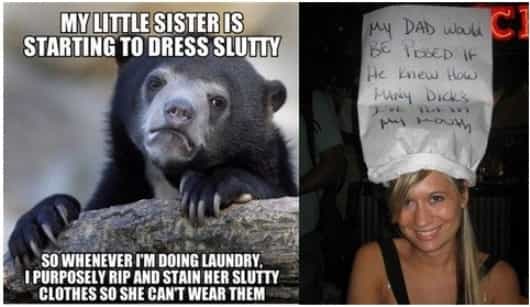 MY LITTLE SISTER IS
STARTING TO DRESS SLUTTY
SO WHENEVER I'M DOING LAUNDRY,
I PURPOSELY RIP AND STAIN HER SLUTTY
CLOTHES SO SHE CAN'T WEAR THEM
My DAD Would
BE PISSED IF
He Knew How
MANY Dicks
My Mouth